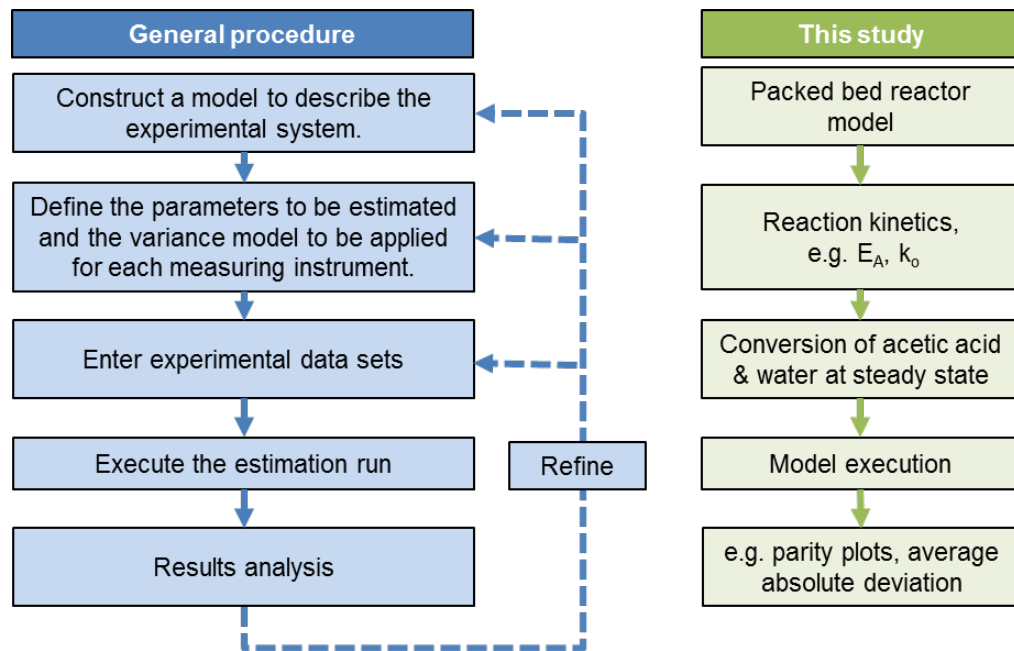 General procedure
Construct a model to describe the
experimental system.
Define the parameters to be estimated
and the variance model to be applied
for each measuring instrument.
Enter experimental data sets
Execute the estimation run
Results analysis
Refine
This study
Packed bed reactor
model
Reaction kinetics,
e.g. E_A, k_o
Conversion of acetic acid
& water at steady state
Model execution
e.g. parity plots, average
absolute deviation